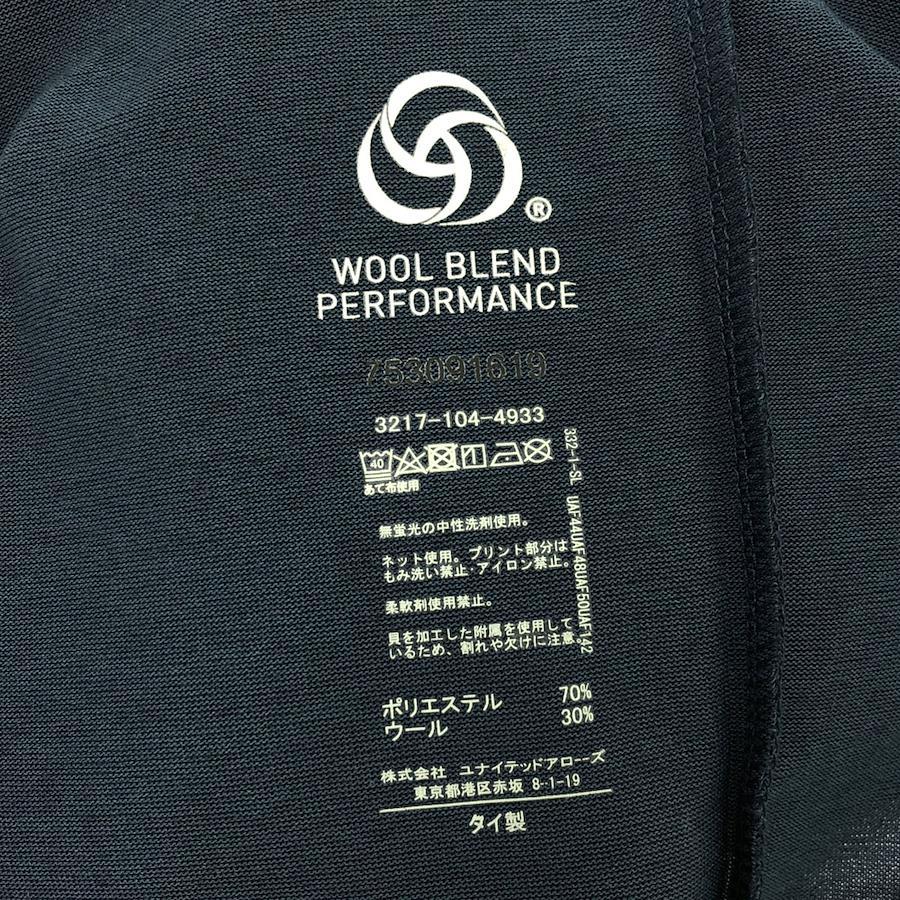 ®
WOOL BLEND
PERFORMANCE
753091619
3217-104-4933
40
あて布使用
無蛍光の中性洗剤使用。
ネット使用。プリント部分は
もみ洗い禁止・アイロン禁止。
柔軟剤使用禁止。
貝を加工した附属を使用して
いるため、割れや欠けに注意
332-1-SL UAF44UAF48UAF50UAF142
ポリエステル 70%
ウール 30%
株式会社 ユナイテッドアローズ
東京都港区赤坂 8-1-19
タイ製